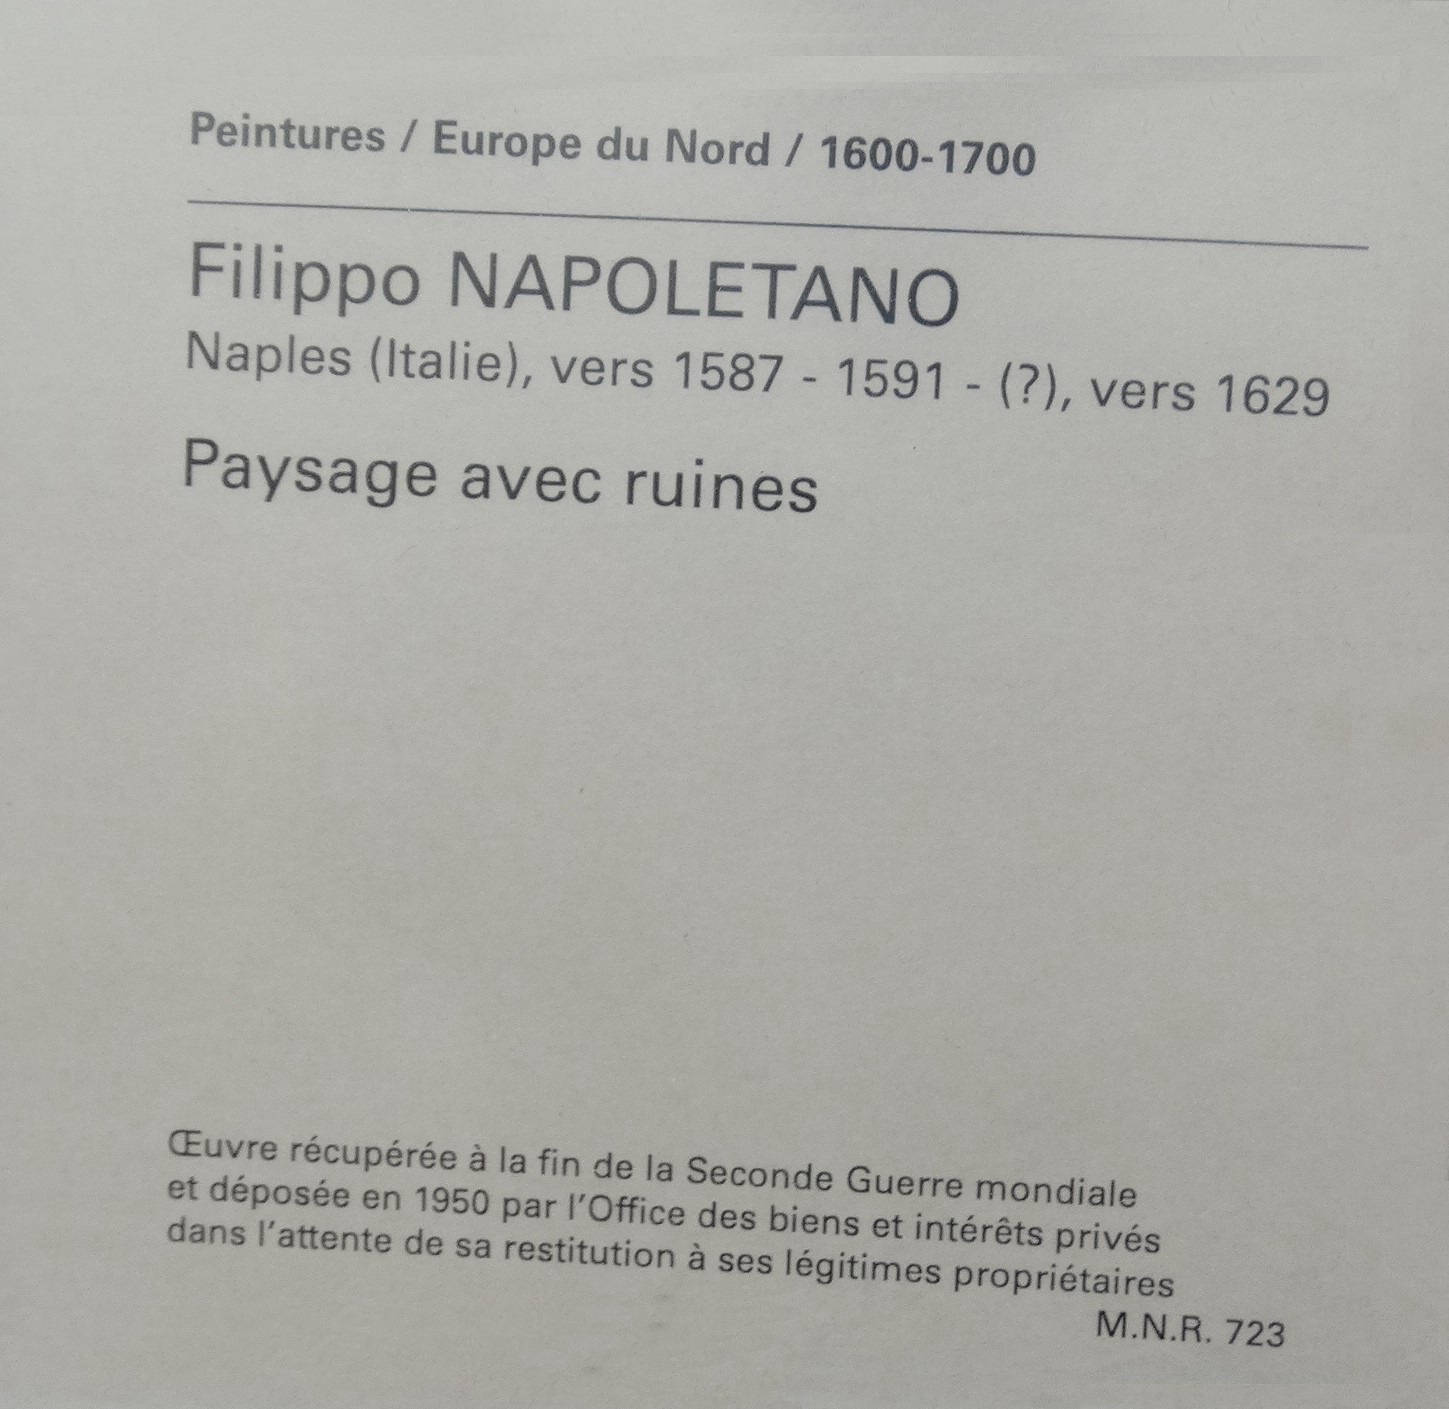 Peintures / Europe du Nord / 1600-1700
Filippo NAPOLETANO
Naples (Italie), vers 1587 - 1591 - (?), vers 1629
Paysage avec ruines
Œuvre récupérée à la fin de la Seconde Guerre mondiale
et déposée en 1950 par l'Office des biens et intérêts privés
dans l'attente de sa restitution à ses légitimes propriétaires
M.N.R. 723